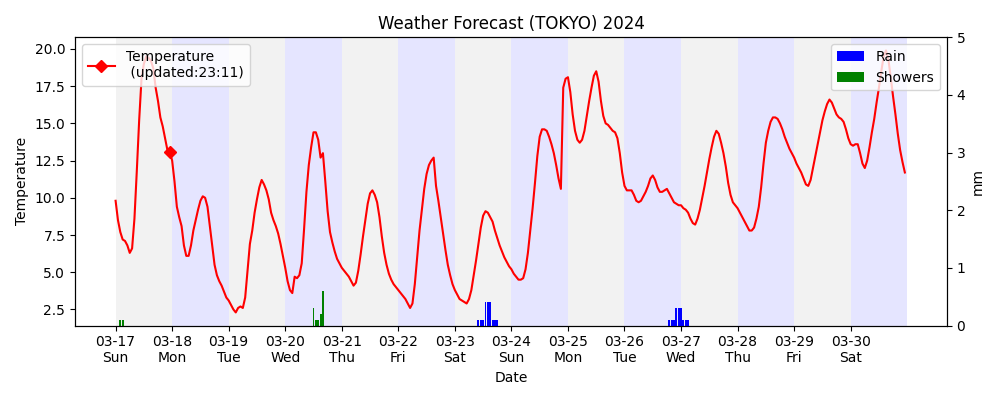 Weather Forecast (TOKYO) 2024
Temperature
(updated:23:11)
Rain
Showers
20.0
17.5
15.0
12.5
10.0
7.5
5.0
2.5
Temperature
5
4
3
2
1
0
mm
03-17 03-18 03-19 03-20 03-21 03-22 03-23 03-24 03-25 03-26 03-27 03-28 03-29 03-30
Sun Mon Tue Wed Thu Fri Sat Sun Mon Tue Wed Thu Fri Sat
Date